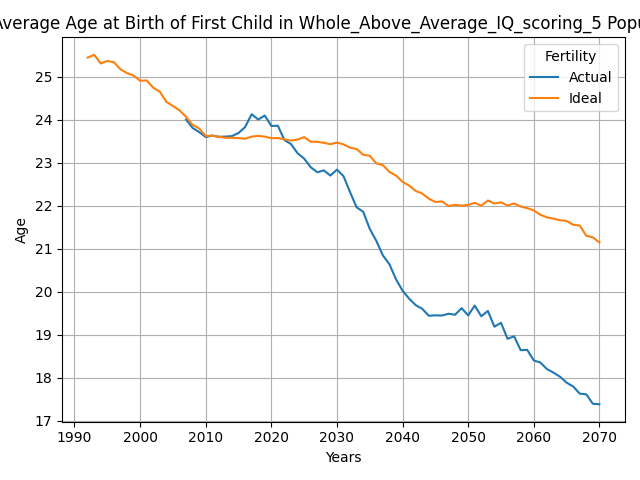 Average Age at Birth of First Child in Whole_Above_Average_IQ_scoring_5
Fertility
Actual
Ideal
Age
25
24
23
22
21
20
19
18
17
1990 2000 2010 2020 2030 2040 2050 2060 2070
Years